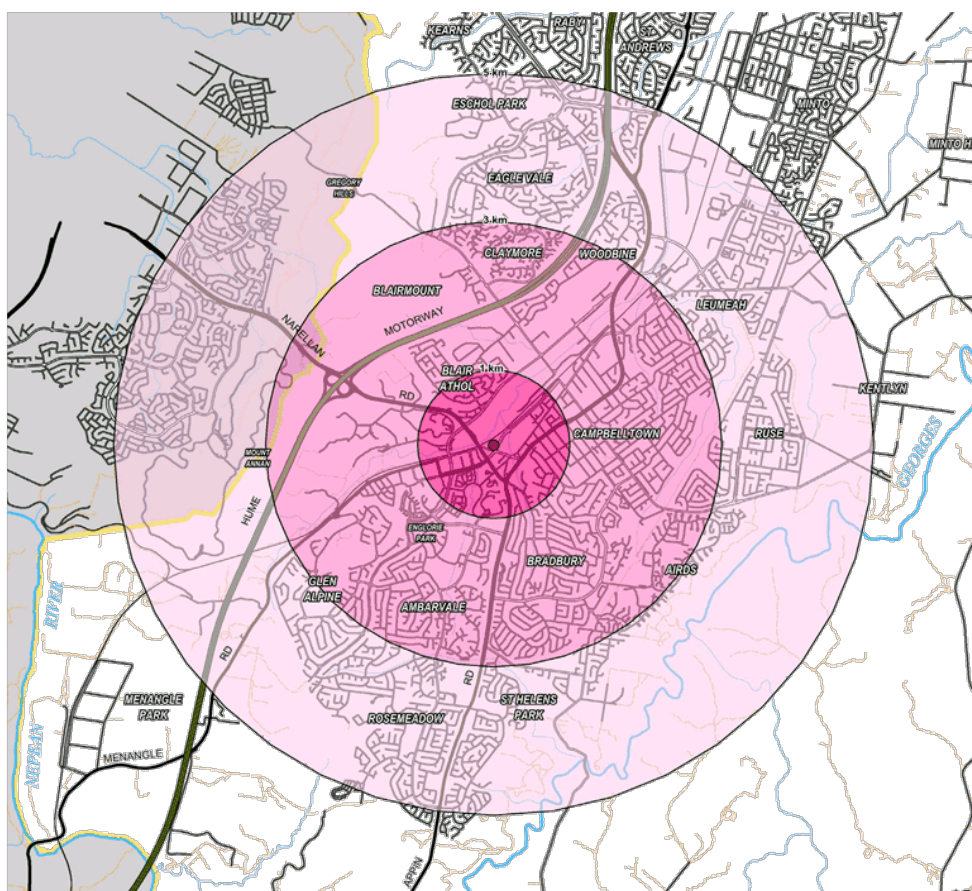 KEARNS
RABY
ST
ANDREWS
5 km
ESCHOL PARK
MINTO
MINTO H
EAGLE VALE
GREGORY
HILLS
3 km
CLAYMORE
WOODBINE
BLAIRMOUNT
LEUMEAH
NARELLAN
MOTORWAY
BLAIR
ATHOL
1 km
RD
KENTLYN
CAMPBELLTOWN
RUSE
MOUNT
ANNAN
GEORGES
HUME
ENGLORIE
PARK
BRADBURY
AIRDS
GLEN
ALPINE
AMBARVALE
RIVER
RD
RD
MENANGLE
PARK
ROSEMEADOW
ST HELENS
PARK
NEPEAN
MENANGLE
APPIN